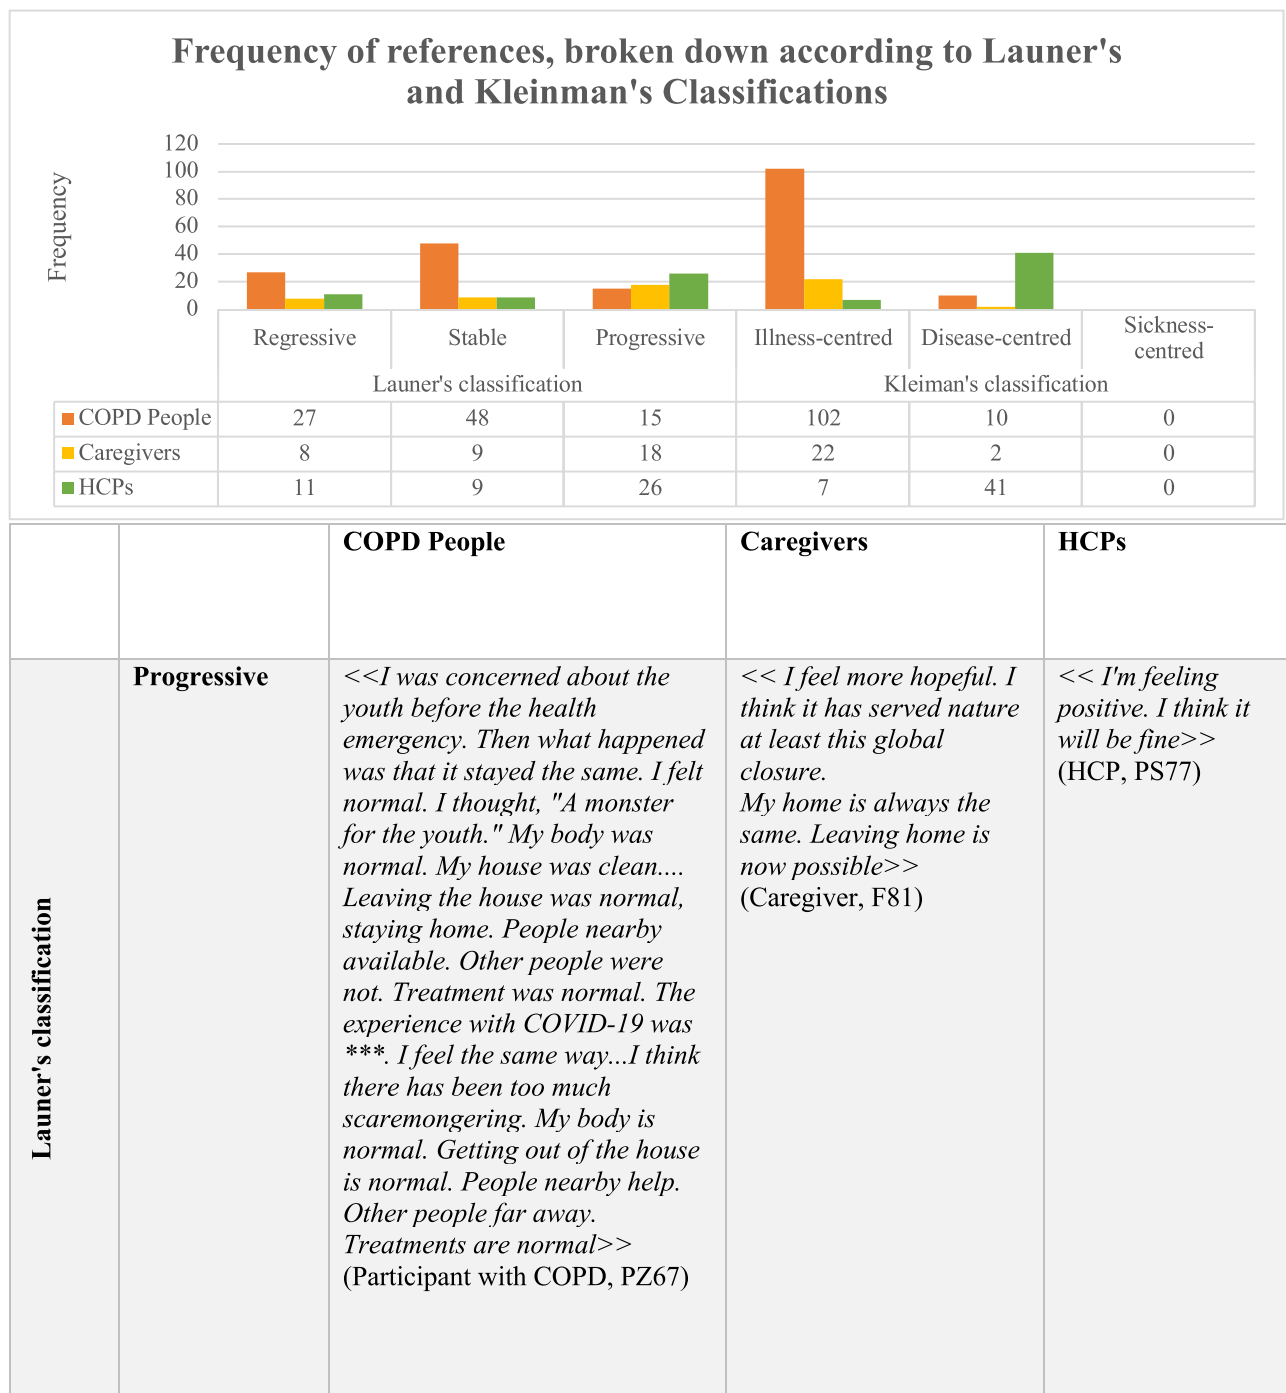 Frequency of references, broken down according to Launer's
and Kleinman's Classifications
Frequency
120
100
80
60
40
20
0
Regressive Stable Progressive Illness-centred Disease-centred Sickness-
centred
Launer's classification Kleiman's classification
COPD People 27 48 15 102 10 0
Caregivers 8 9 18 22 2 0
HCPs 11 9 26 7 41 0
COPD People Caregivers HCPs
Launer's classification
Progressive
<<I was concerned about the
youth before the health
emergency. Then what happened
was that it stayed the same. I felt
normal. I thought, "A monster
for the youth." My body was
normal. My house was clean....
Leaving the house was normal,
staying home. People nearby
available. Other people were
not. Treatment was normal. The
experience with COVID-19 was
***. I feel the same way...I think
there has been too much
scaremongering. My body is
normal. Getting out of the house
is normal. People nearby help.
Other people far away.
Treatments are normal>>
(Participant with COPD, PZ67)
<< I feel more hopeful. I
think it has served nature
at least this global
closure.
My home is always the
same. Leaving home is
now possible>>
(Caregiver, F81)
<< I'm feeling
positive. I think it
will be fine>>
(HCP, PS77)